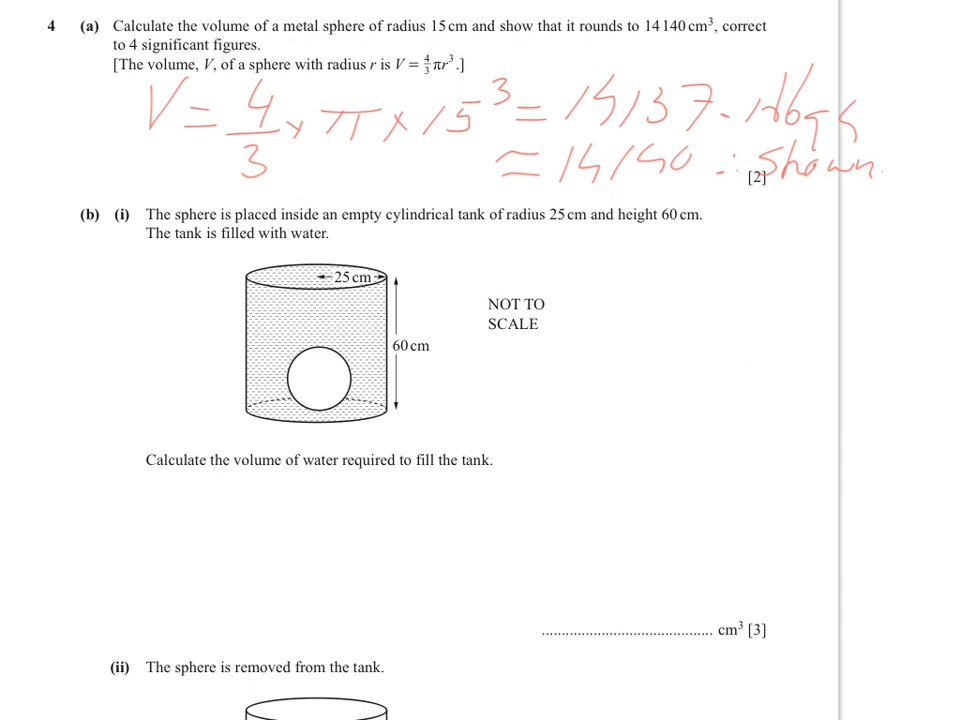 4 (a) Calculate the volume of a metal sphere of radius 15 cm and show that it rounds to 14 140 cm³, correct
to 4 significant figures.
[The volume, V, of a sphere with radius r is V = 4/3 πr³.]
V = 4/3 × π × 15³ = 14137.1669
≈ 14140 ∴ shown.
[2]
(b) (i) The sphere is placed inside an empty cylindrical tank of radius 25 cm and height 60 cm.
The tank is filled with water.
25 cm
NOT TO
SCALE
60 cm
Calculate the volume of water required to fill the tank.
.......................................... cm³ [3]
(ii) The sphere is removed from the tank.